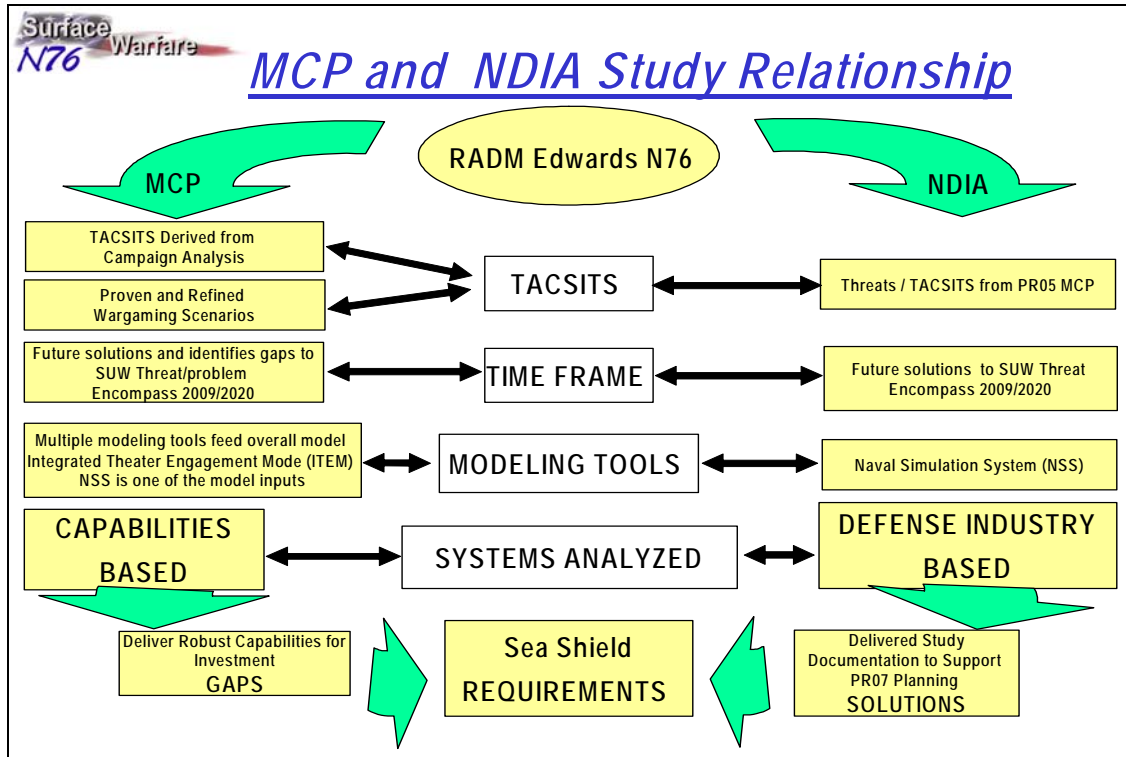 Surface
Warfare
N76
MCP and NDIA Study Relationship
RADM Edwards N76
MCP
NDIA
TACSITS Derived from
Campaign Analysis
Proven and Refined
Wargaming Scenarios
TACSITS
Threats / TACSITS from PR05 MCP
Future solutions and identifies gaps to
SUW Threat/problem
Encompass 2009/2020
TIME FRAME
Future solutions to SUW Threat
Encompass 2009/2020
Multiple modeling tools feed overall model
Integrated Theater Engagement Mode (ITEM)
NSS is one of the model inputs
MODELING TOOLS
Naval Simulation System (NSS)
CAPABILITIES
BASED
SYSTEMS ANALYZED
DEFENSE INDUSTRY
BASED
Deliver Robust Capabilities for
Investment
GAPS
Sea Shield
REQUIREMENTS
Delivered Study
Documentation to Support
PR07 Planning
SOLUTIONS